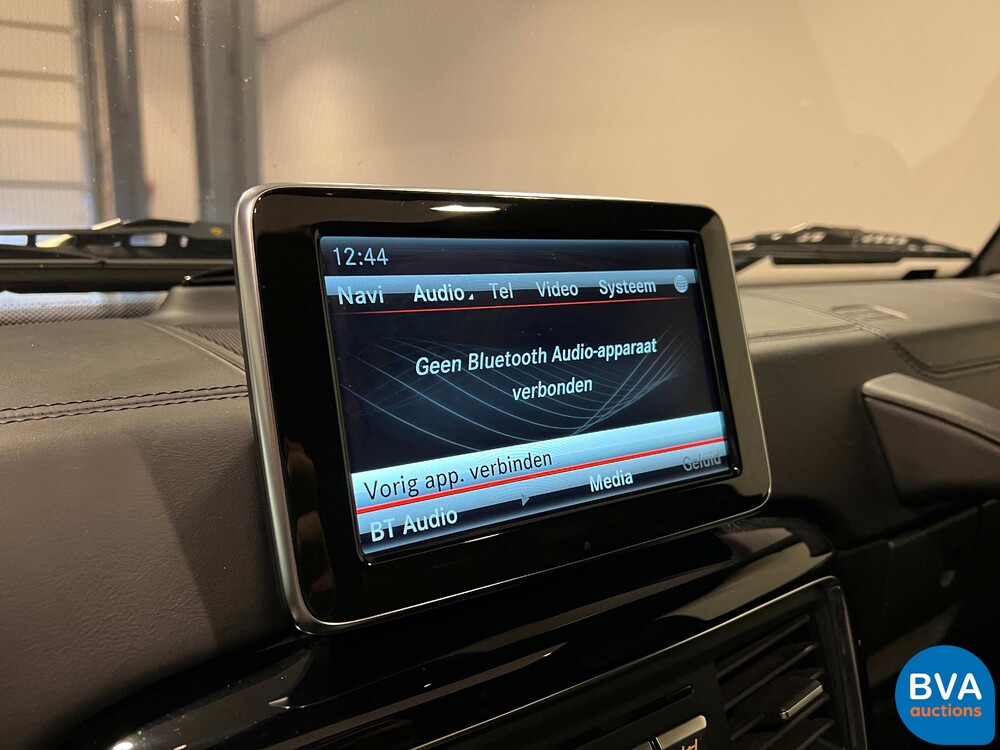 12:44
Navi Audio Tel Video Systeem
Geen Bluetooth Audio-apparaat
verbonden
Vorig app. verbinden
BT Audio Media Geluid
BVA
auctions